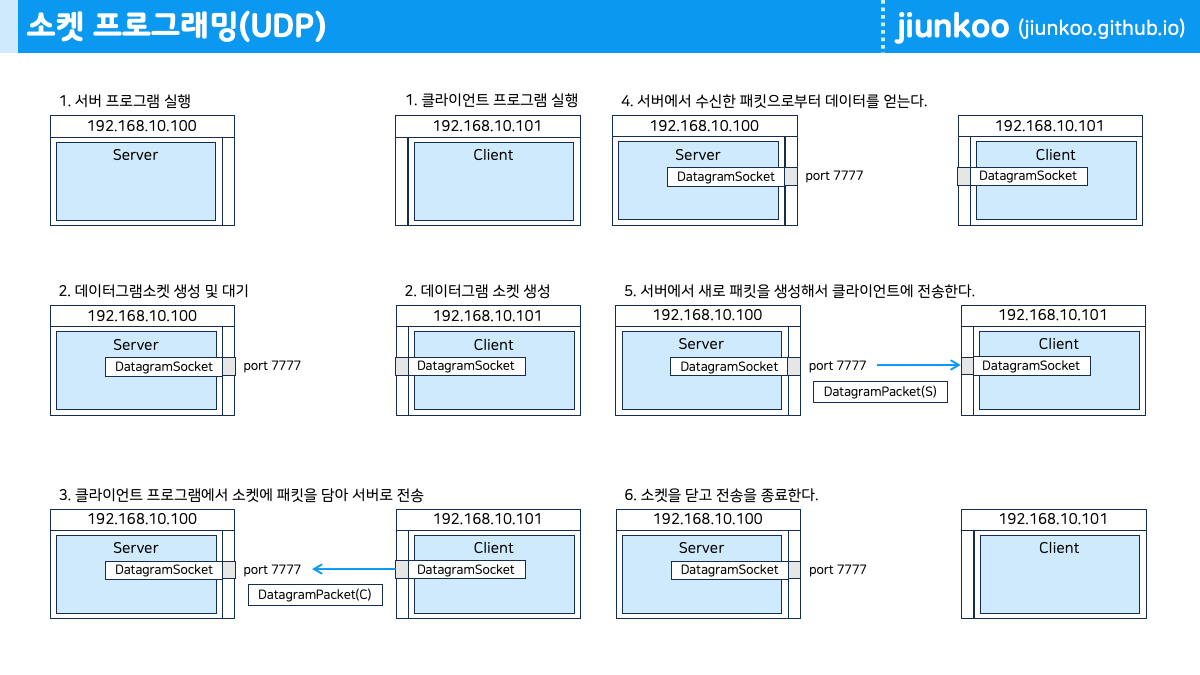 소켓 프로그래밍(UDP)
jiunkoo (jiunkoo.github.io)
1. 서버 프로그램 실행
192.168.10.100
Server
1. 클라이언트 프로그램 실행
192.168.10.101
Client
2. 데이터그램소켓 생성 및 대기
192.168.10.100
Server
DatagramSocket
port 7777
2. 데이터그램 소켓 생성
192.168.10.101
Client
DatagramSocket
3. 클라이언트 프로그램에서 소켓에 패킷을 담아 서버로 전송
192.168.10.100
Server
DatagramSocket
port 7777
DatagramPacket(C)
192.168.10.101
Client
DatagramSocket
4. 서버에서 수신한 패킷으로부터 데이터를 얻는다.
192.168.10.100
Server
DatagramSocket
port 7777
192.168.10.101
Client
DatagramSocket
5. 서버에서 새로 패킷을 생성해서 클라이언트에 전송한다.
192.168.10.100
Server
DatagramSocket
port 7777
DatagramPacket(S)
192.168.10.101
Client
DatagramSocket
6. 소켓을 닫고 전송을 종료한다.
192.168.10.100
Server
DatagramSocket
port 7777
192.168.10.101
Client